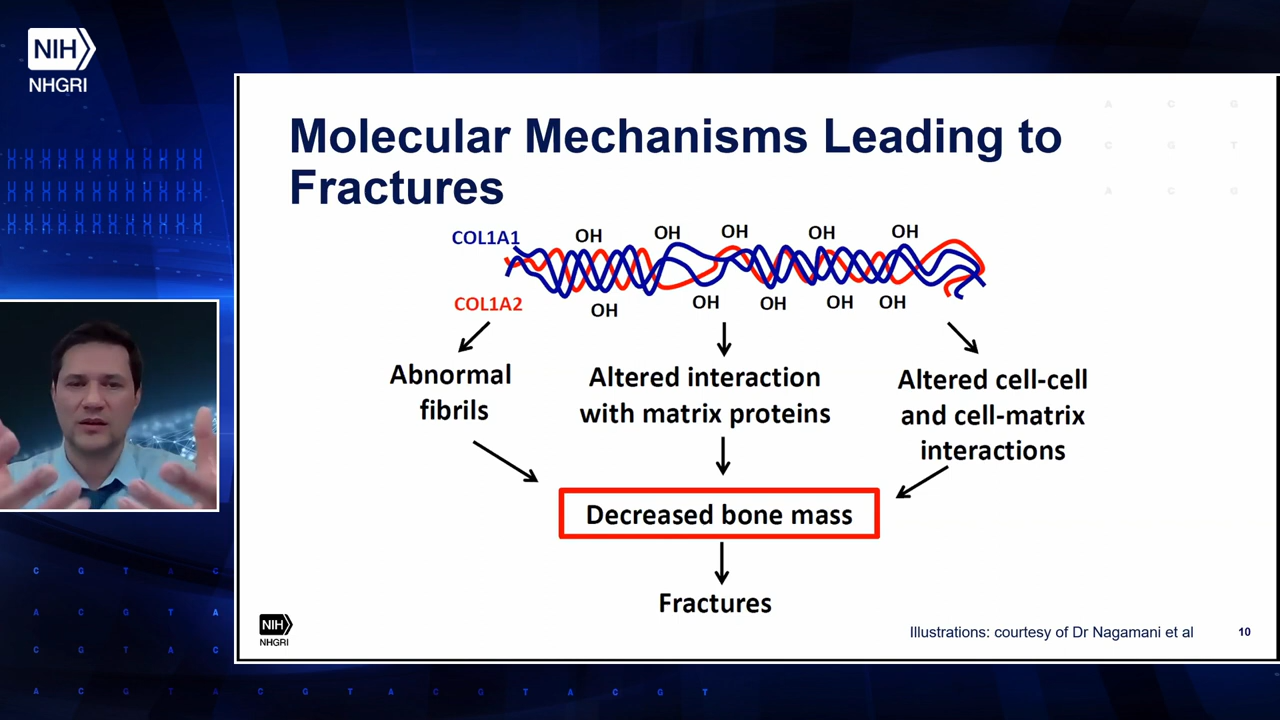 NIH
NHGRI
Molecular Mechanisms Leading to
Fractures
COL1A1
OH OH OH OH OH
COL1A2
OH OH OH OH OH
Abnormal
fibrils
Altered interaction
with matrix proteins
Altered cell-cell
and cell-matrix
interactions
Decreased bone mass
Fractures
NIH
NHGRI
Illustrations: courtesy of Dr Nagamani et al
10
A C G
C G T
A C G
C G T A C
A C G T A
C G T A C
A C G T A C G T A C G T A C G T